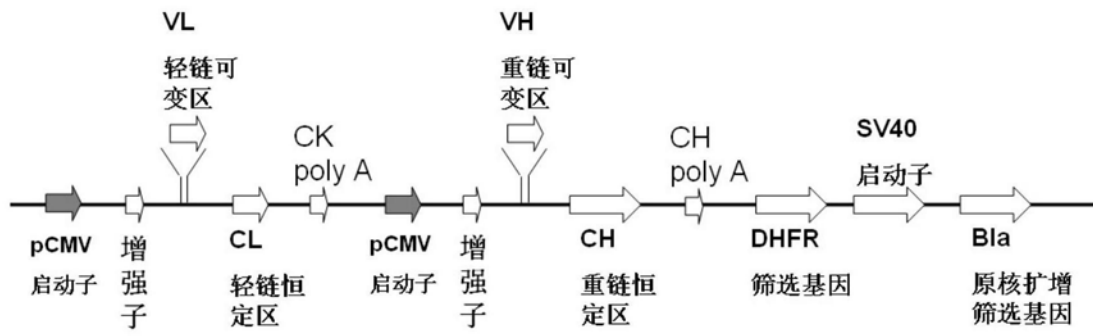 VL
轻链可
变区
VH
重链可
变区
CK
poly A
CH
poly A
SV40
启动子
pCMV
启动子
增
强
子
CL
轻链恒
定区
pCMV
启动子
增
强
子
CH
重链恒
定区
DHFR
筛选基因
Bla
原核扩增
筛选基因